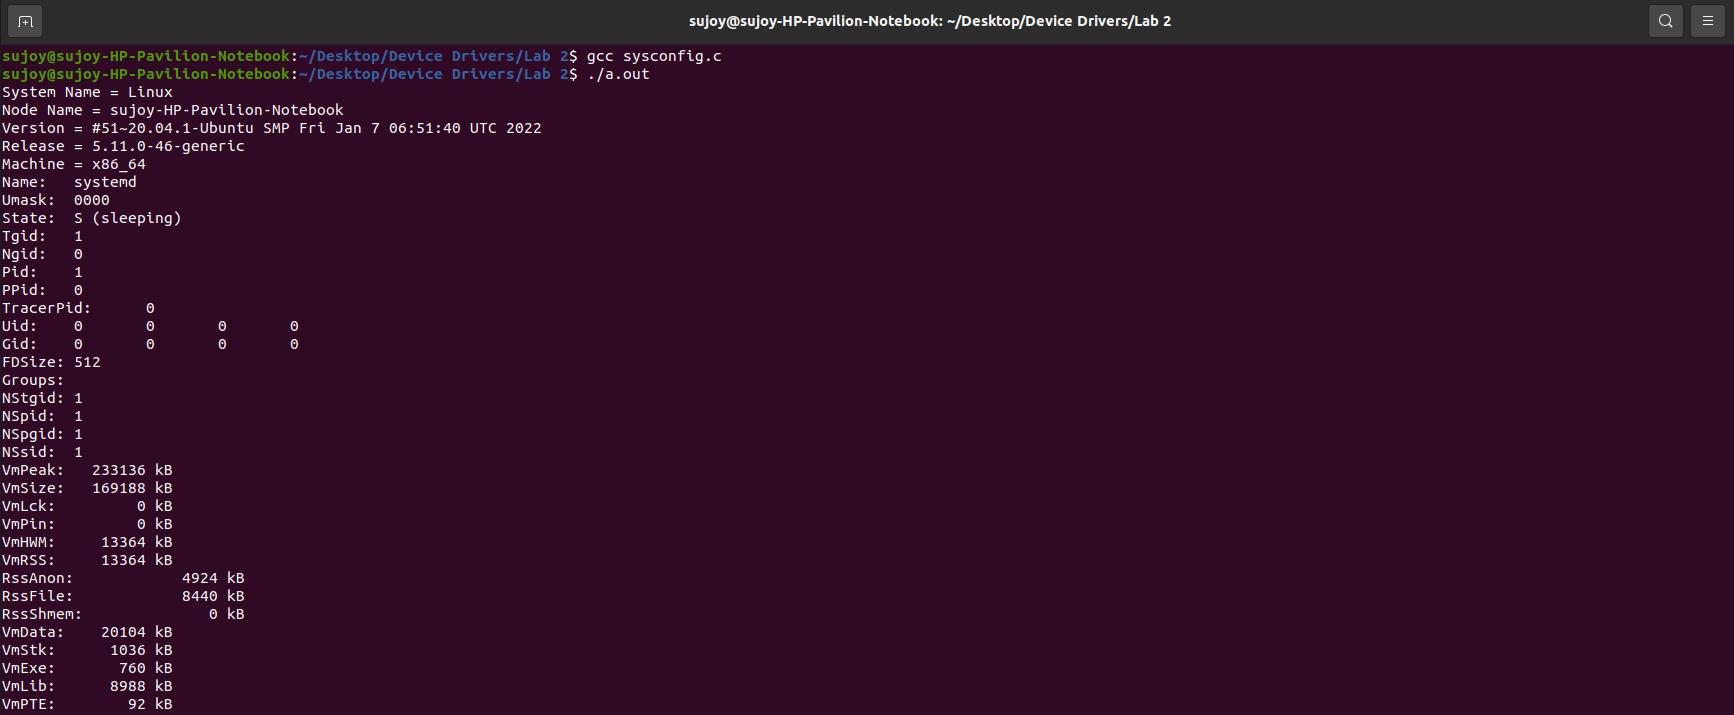 sujoy@sujoy-HP-Pavilion-Notebook: ~/Desktop/Device Drivers/Lab 2
sujoy@sujoy-HP-Pavilion-Notebook:~/Desktop/Device Drivers/Lab 2$ gcc sysconfig.c
sujoy@sujoy-HP-Pavilion-Notebook:~/Desktop/Device Drivers/Lab 2$ ./a.out
System Name = Linux
Node Name = sujoy-HP-Pavilion-Notebook
Version = #51~20.04.1-Ubuntu SMP Fri Jan 7 06:51:40 UTC 2022
Release = 5.11.0-46-generic
Machine = x86_64
Name:   systemd
Umask:  0000
State:  S (sleeping)
Tgid:   1
Ngid:   0
Pid:    1
PPid:   0
TracerPid:      0
Uid:    0       0       0       0
Gid:    0       0       0       0
FDSize: 512
Groups:
NStgid: 1
NSpid:  1
NSpgid: 1
NSsid:  1
VmPeak:   233136 kB
VmSize:   169188 kB
VmLck:         0 kB
VmPin:         0 kB
VmHWM:     13364 kB
VmRSS:     13364 kB
RssAnon:            4924 kB
RssFile:            8440 kB
RssShmem:              0 kB
VmData:    20104 kB
VmStk:      1036 kB
VmExe:       760 kB
VmLib:      8988 kB
VmPTE:        92 kB